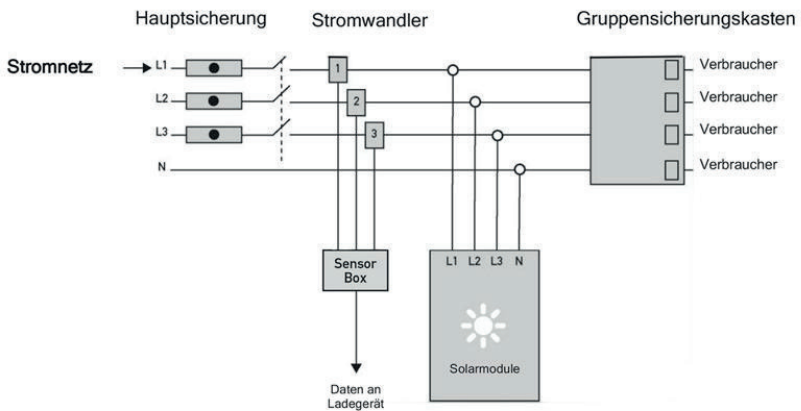 Hauptsicherung
Stromwandler
Gruppensicherungskasten
Stromnetz
L1
1
Verbraucher
L2
2
Verbraucher
L3
3
Verbraucher
N
Verbraucher
Sensor
Box
L1 L2 L3 N
Solarmodule
Daten an
Ladegerät